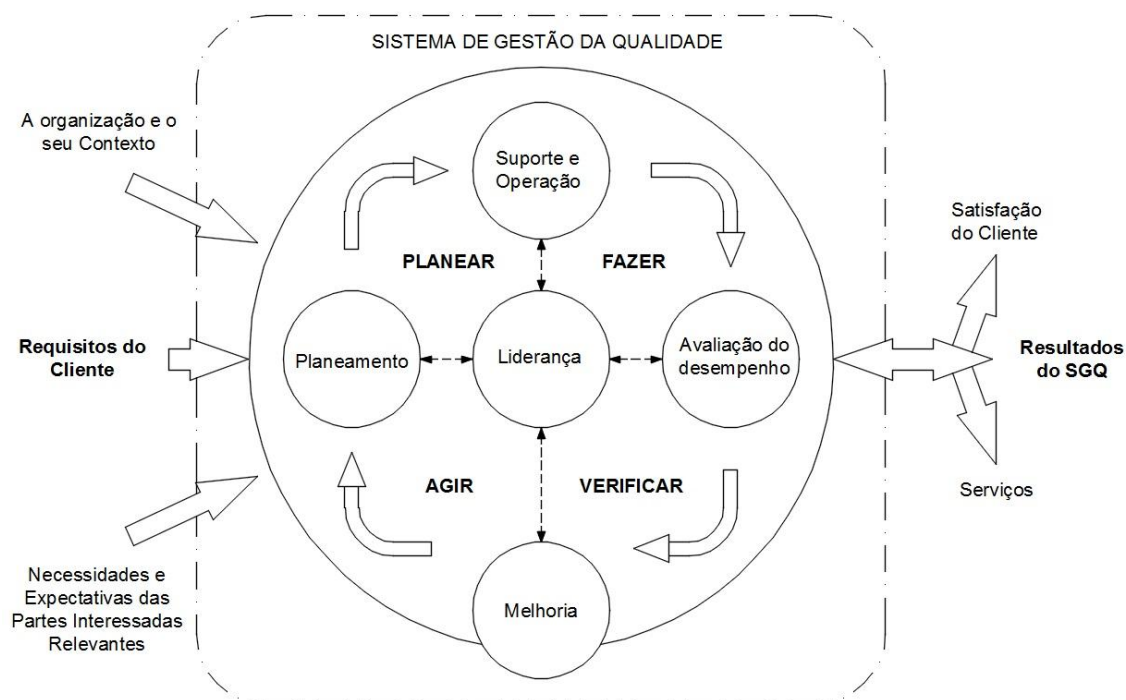 SISTEMA DE GESTÃO DA QUALIDADE
A organização e o
seu Contexto
Suporte e
Operação
Satisfação
do Cliente
PLANEAR
FAZER
Requisitos do
Cliente
Planeamento
Liderança
Avaliação do
desempenho
Resultados
do SGQ
AGIR
VERIFICAR
Serviços
Necessidades e
Expectativas das
Partes Interessadas
Relevantes
Melhoria